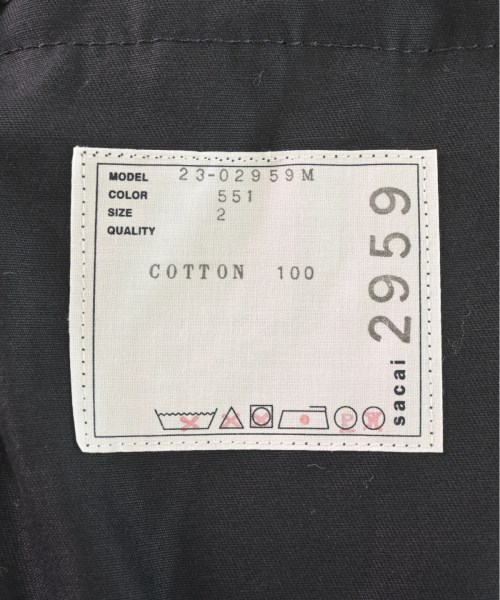 MODEL 23-02959M
COLOR 551
SIZE 2
QUALITY
COTTON 100
sacai 2959
P W